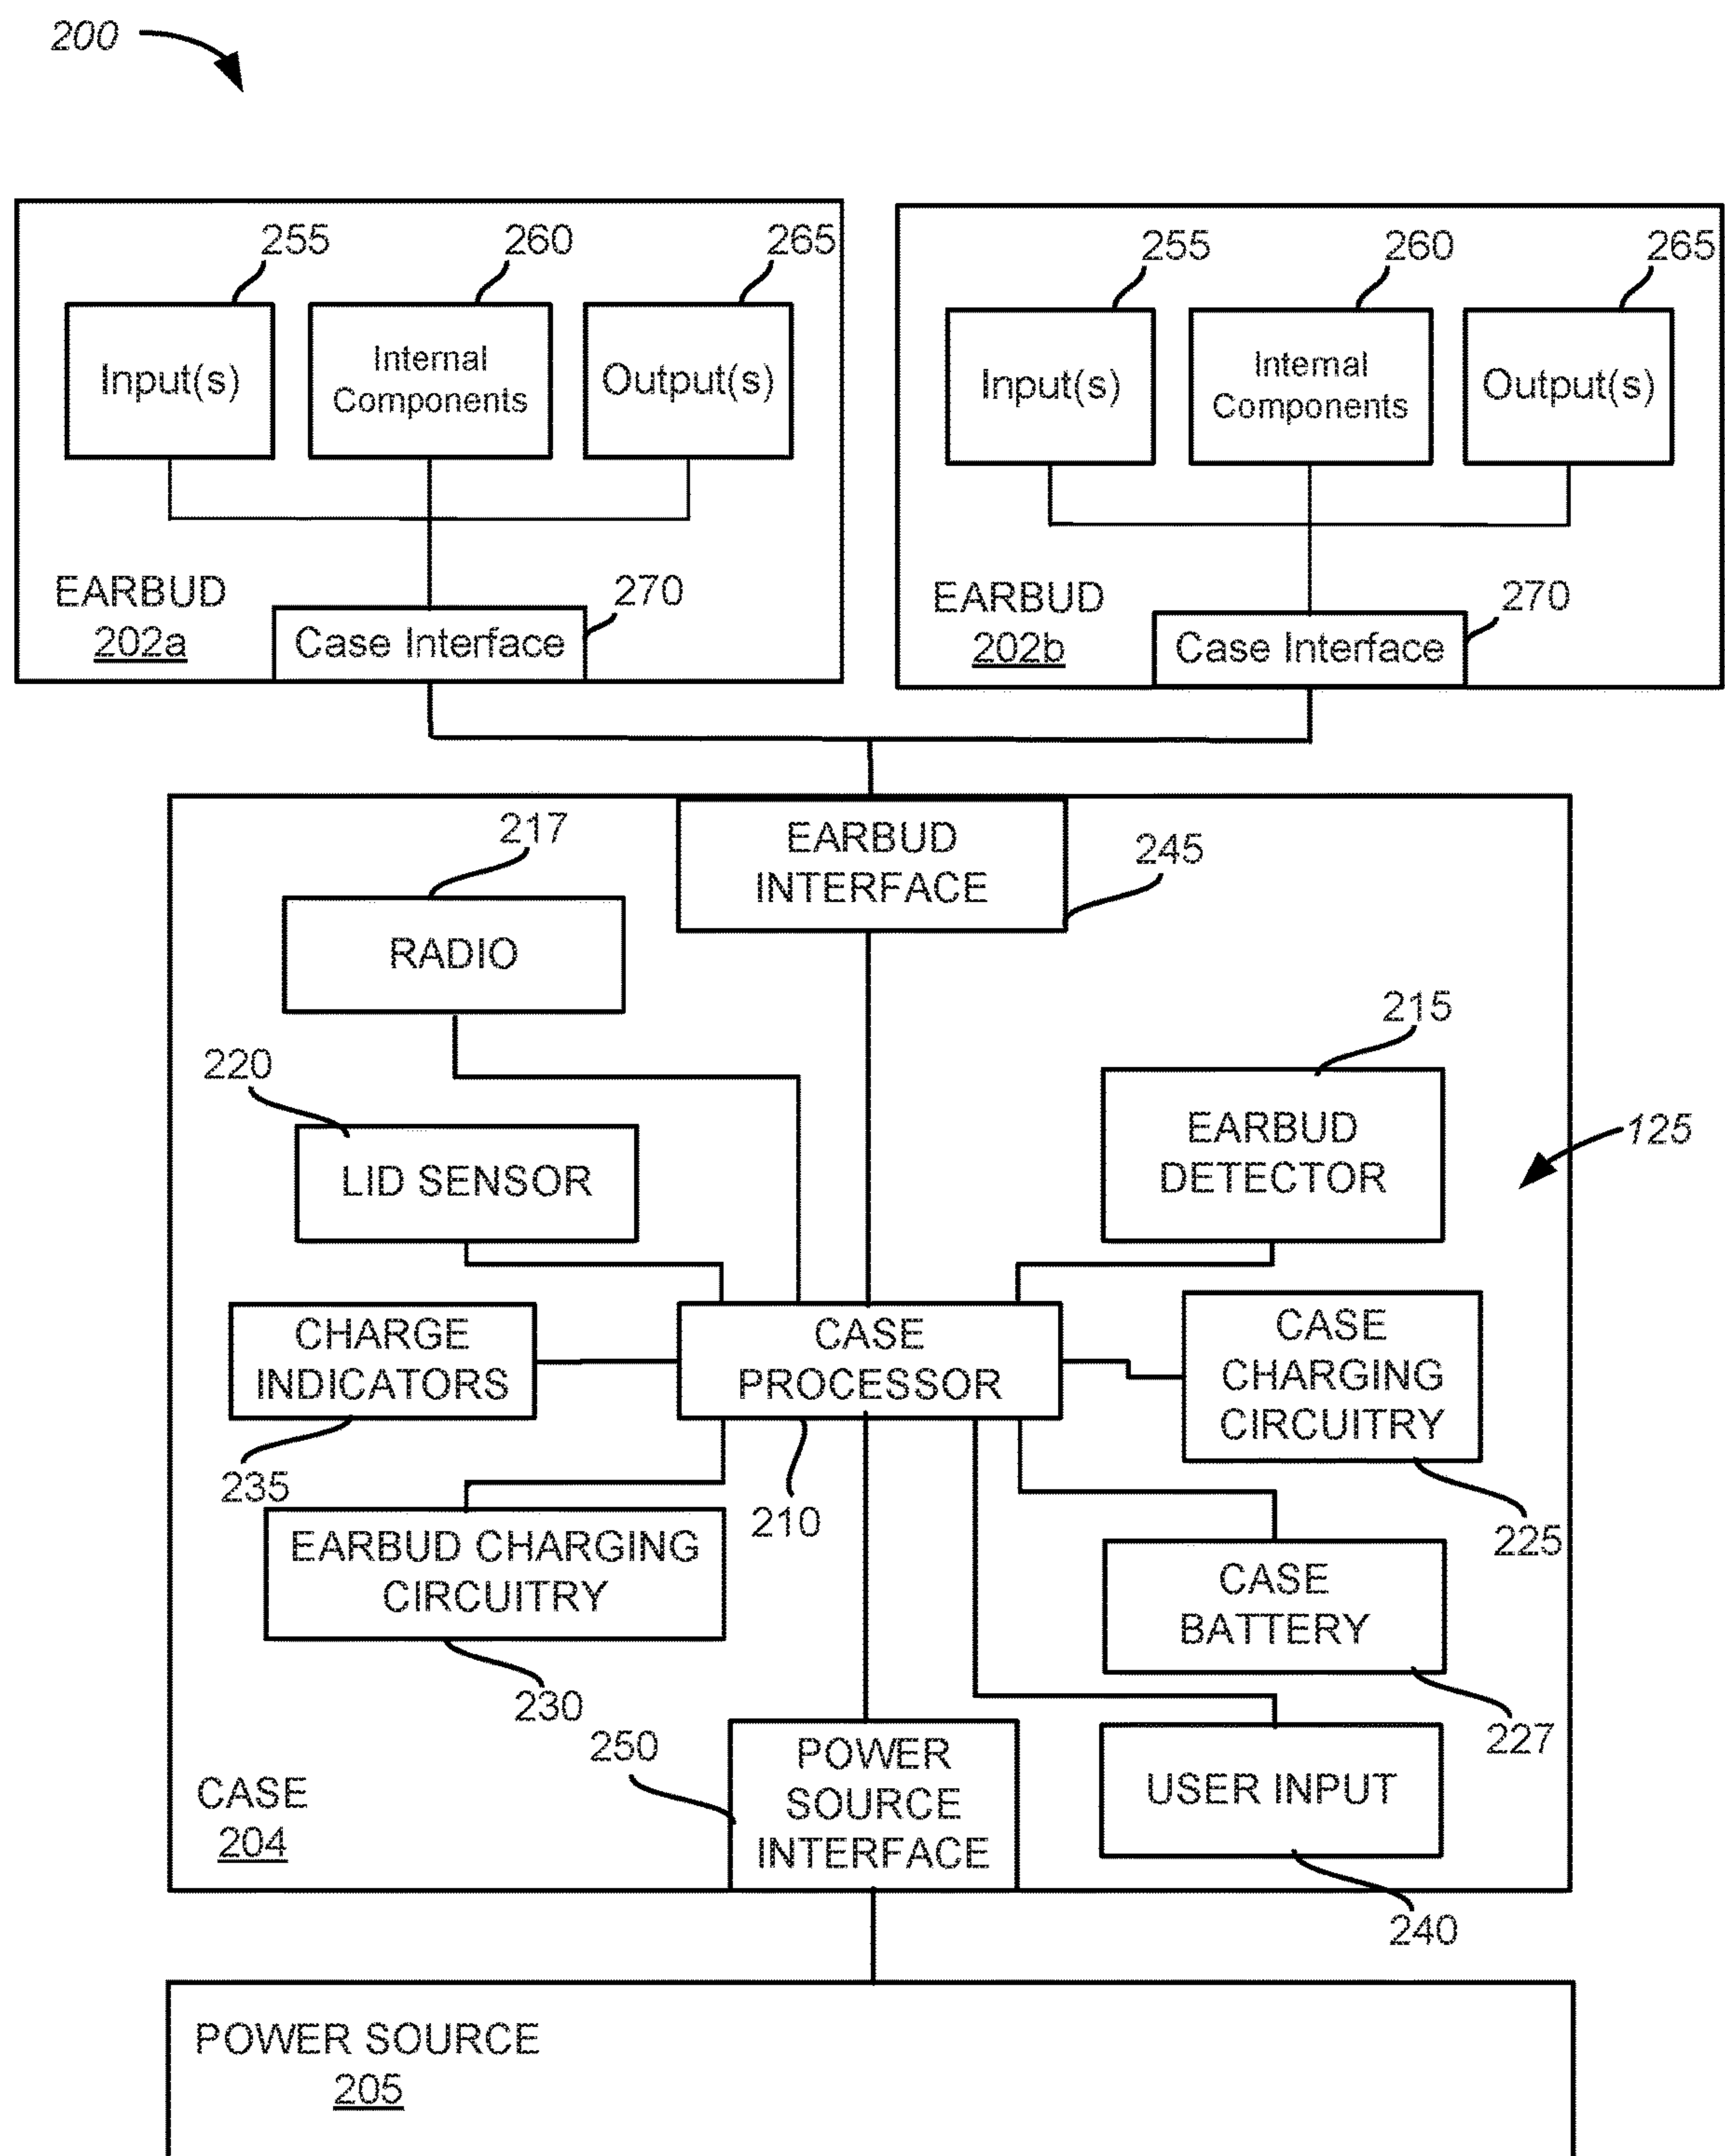 200
255
260
265
Input(s)
Internal
Components
Output(s)
EARBUD
202a
270
Case Interface
255
260
265
Input(s)
Internal
Components
Output(s)
EARBUD
202b
270
Case Interface
EARBUD
INTERFACE
245
217
RADIO
215
EARBUD
DETECTOR
220
LID SENSOR
125
CHARGE
INDICATORS
235
CASE
PROCESSOR
210
CASE
CHARGING
CIRCUITRY
225
EARBUD CHARGING
CIRCUITRY
230
CASE
BATTERY
227
250
POWER
SOURCE
INTERFACE
USER INPUT
240
CASE
204
POWER SOURCE
205